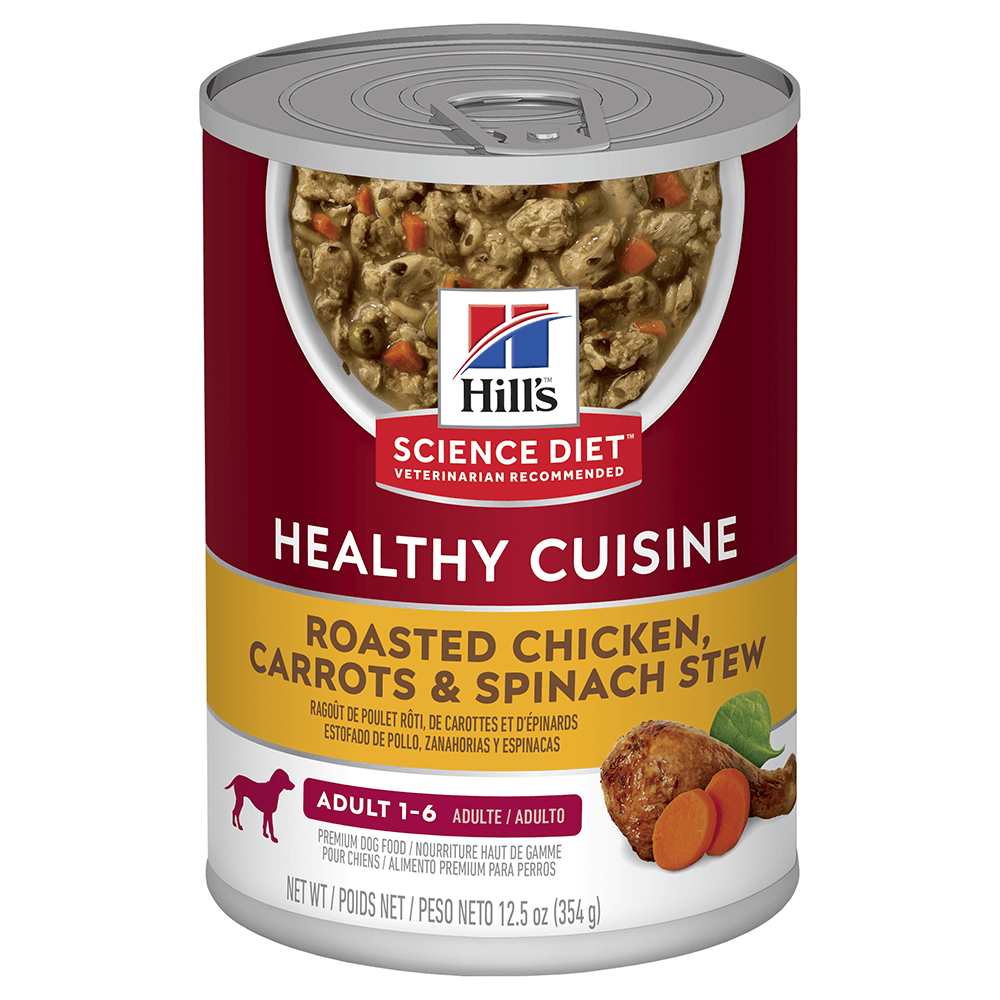 Hill's™
SCIENCE DIET™
VETERINARIAN RECOMMENDED
HEALTHY CUISINE
ROASTED CHICKEN,
CARROTS & SPINACH STEW
RAGOÛT DE POULET RÔTI, DE CAROTTES ET D'ÉPINARDS
ESTOFADO DE POLLO, ZANAHORIAS Y ESPINACAS
ADULT 1-6 ADULTE / ADULTO
PREMIUM DOG FOOD / NOURRITURE HAUT DE GAMME
POUR CHIENS / ALIMENTO PREMIUM PARA PERROS
NET WT / POIDS NET / PESO NETO 12.5 oz (354 g)